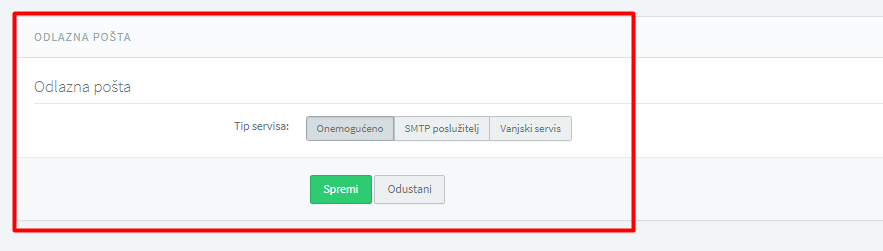 ODLAZNA POŠTA
Odlazna pošta
Tip servisa: Onemogućeno SMTP poslužitelj Vanjski servis
Spremi Odustani